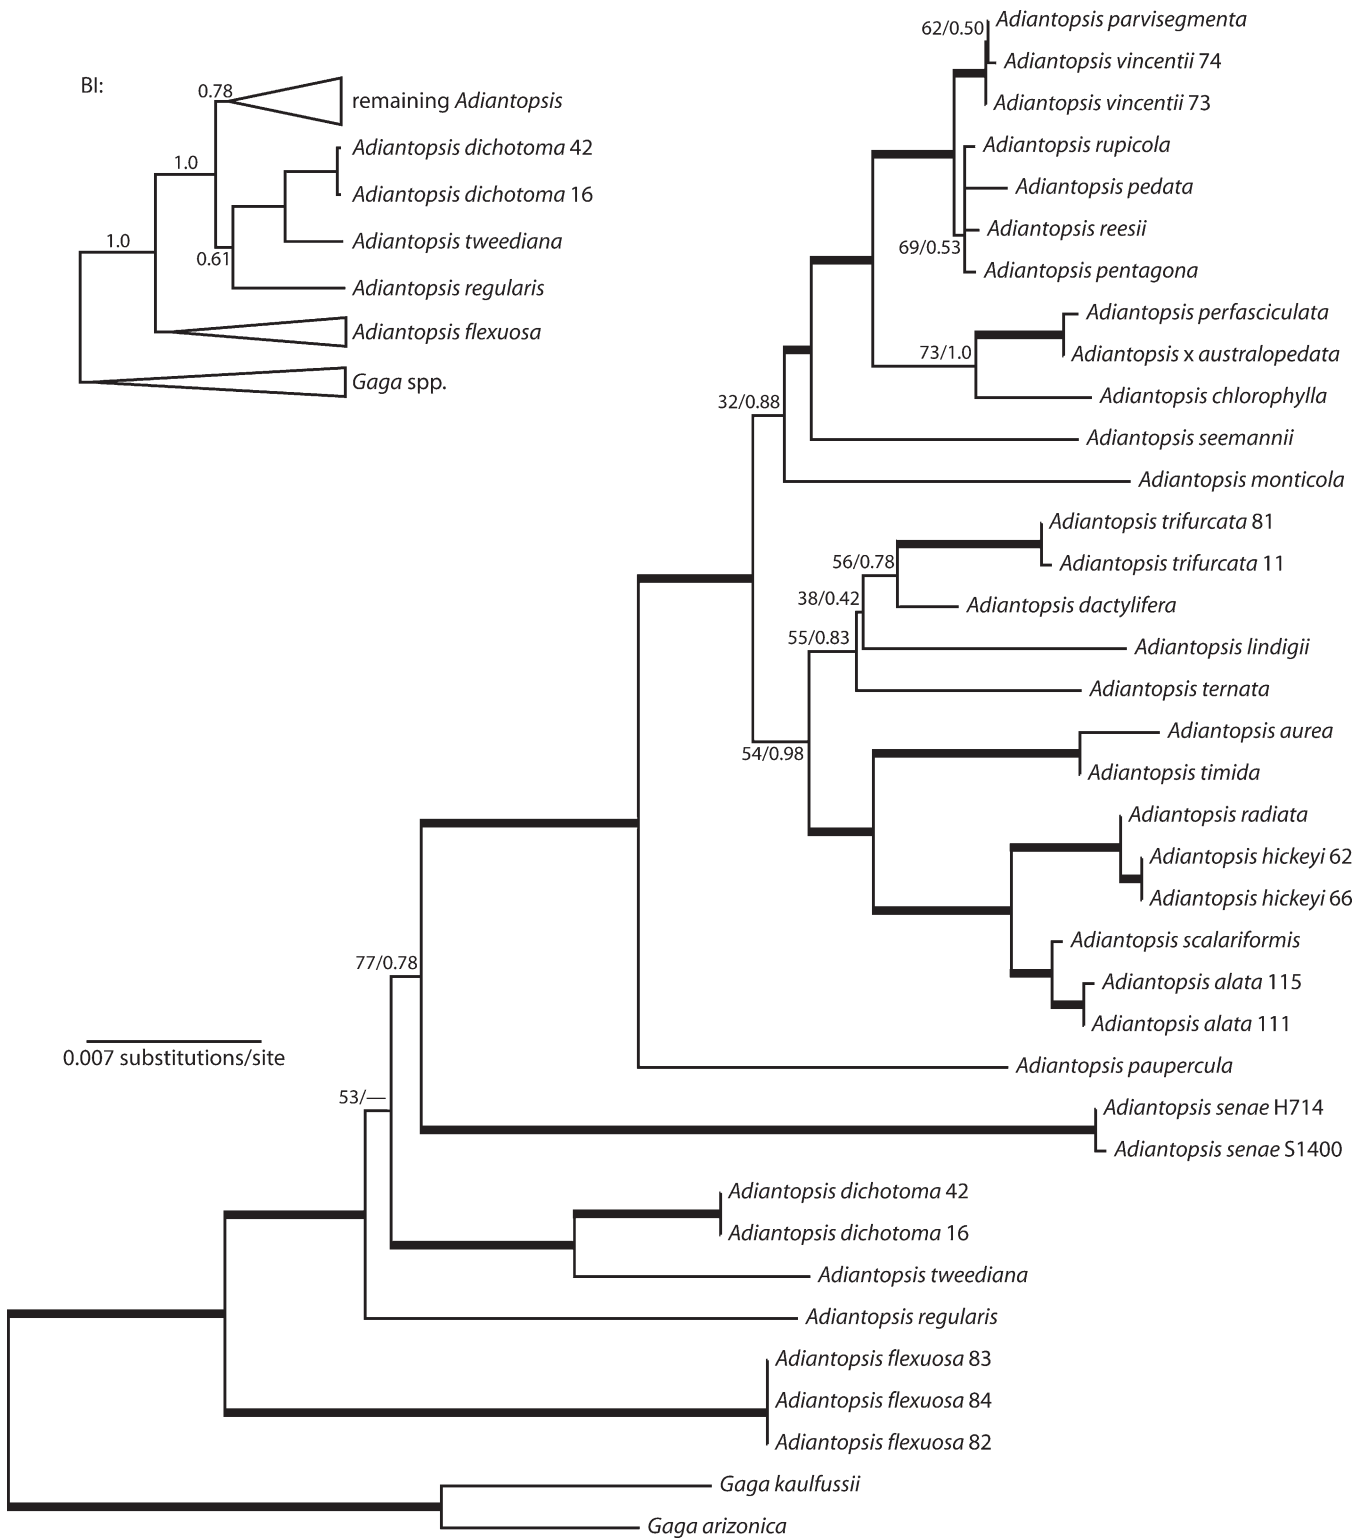 BI:
0.78
remaining Adiantopsis
Adiantopsis dichotoma 42
1.0
Adiantopsis dichotoma 16
1.0
Adiantopsis tweediana
0.61
Adiantopsis regularis
Adiantopsis flexuosa
Gaga spp.
Adiantopsis parvisegmenta
62/0.50
Adiantopsis vincentii 74
Adiantopsis vincentii 73
Adiantopsis rupicola
Adiantopsis pedata
Adiantopsis reesii
69/0.53
Adiantopsis pentagona
Adiantopsis perfasciculata
73/1.0
Adiantopsis x australopedata
Adiantopsis chlorophylla
32/0.88
Adiantopsis seemannii
Adiantopsis monticola
Adiantopsis trifurcata 81
56/0.78
Adiantopsis trifurcata 11
38/0.42
Adiantopsis dactylifera
55/0.83
Adiantopsis lindigii
Adiantopsis ternata
Adiantopsis aurea
54/0.98
Adiantopsis timida
Adiantopsis radiata
Adiantopsis hickeyi 62
Adiantopsis hickeyi 66
Adiantopsis scalariformis
77/0.78
Adiantopsis alata 115
Adiantopsis alata 111
0.007 substitutions/site
Adiantopsis paupercula
53/—
Adiantopsis senae H714
Adiantopsis senae S1400
Adiantopsis dichotoma 42
Adiantopsis dichotoma 16
Adiantopsis tweediana
Adiantopsis regularis
Adiantopsis flexuosa 83
Adiantopsis flexuosa 84
Adiantopsis flexuosa 82
Gaga kaulfussii
Gaga arizonica